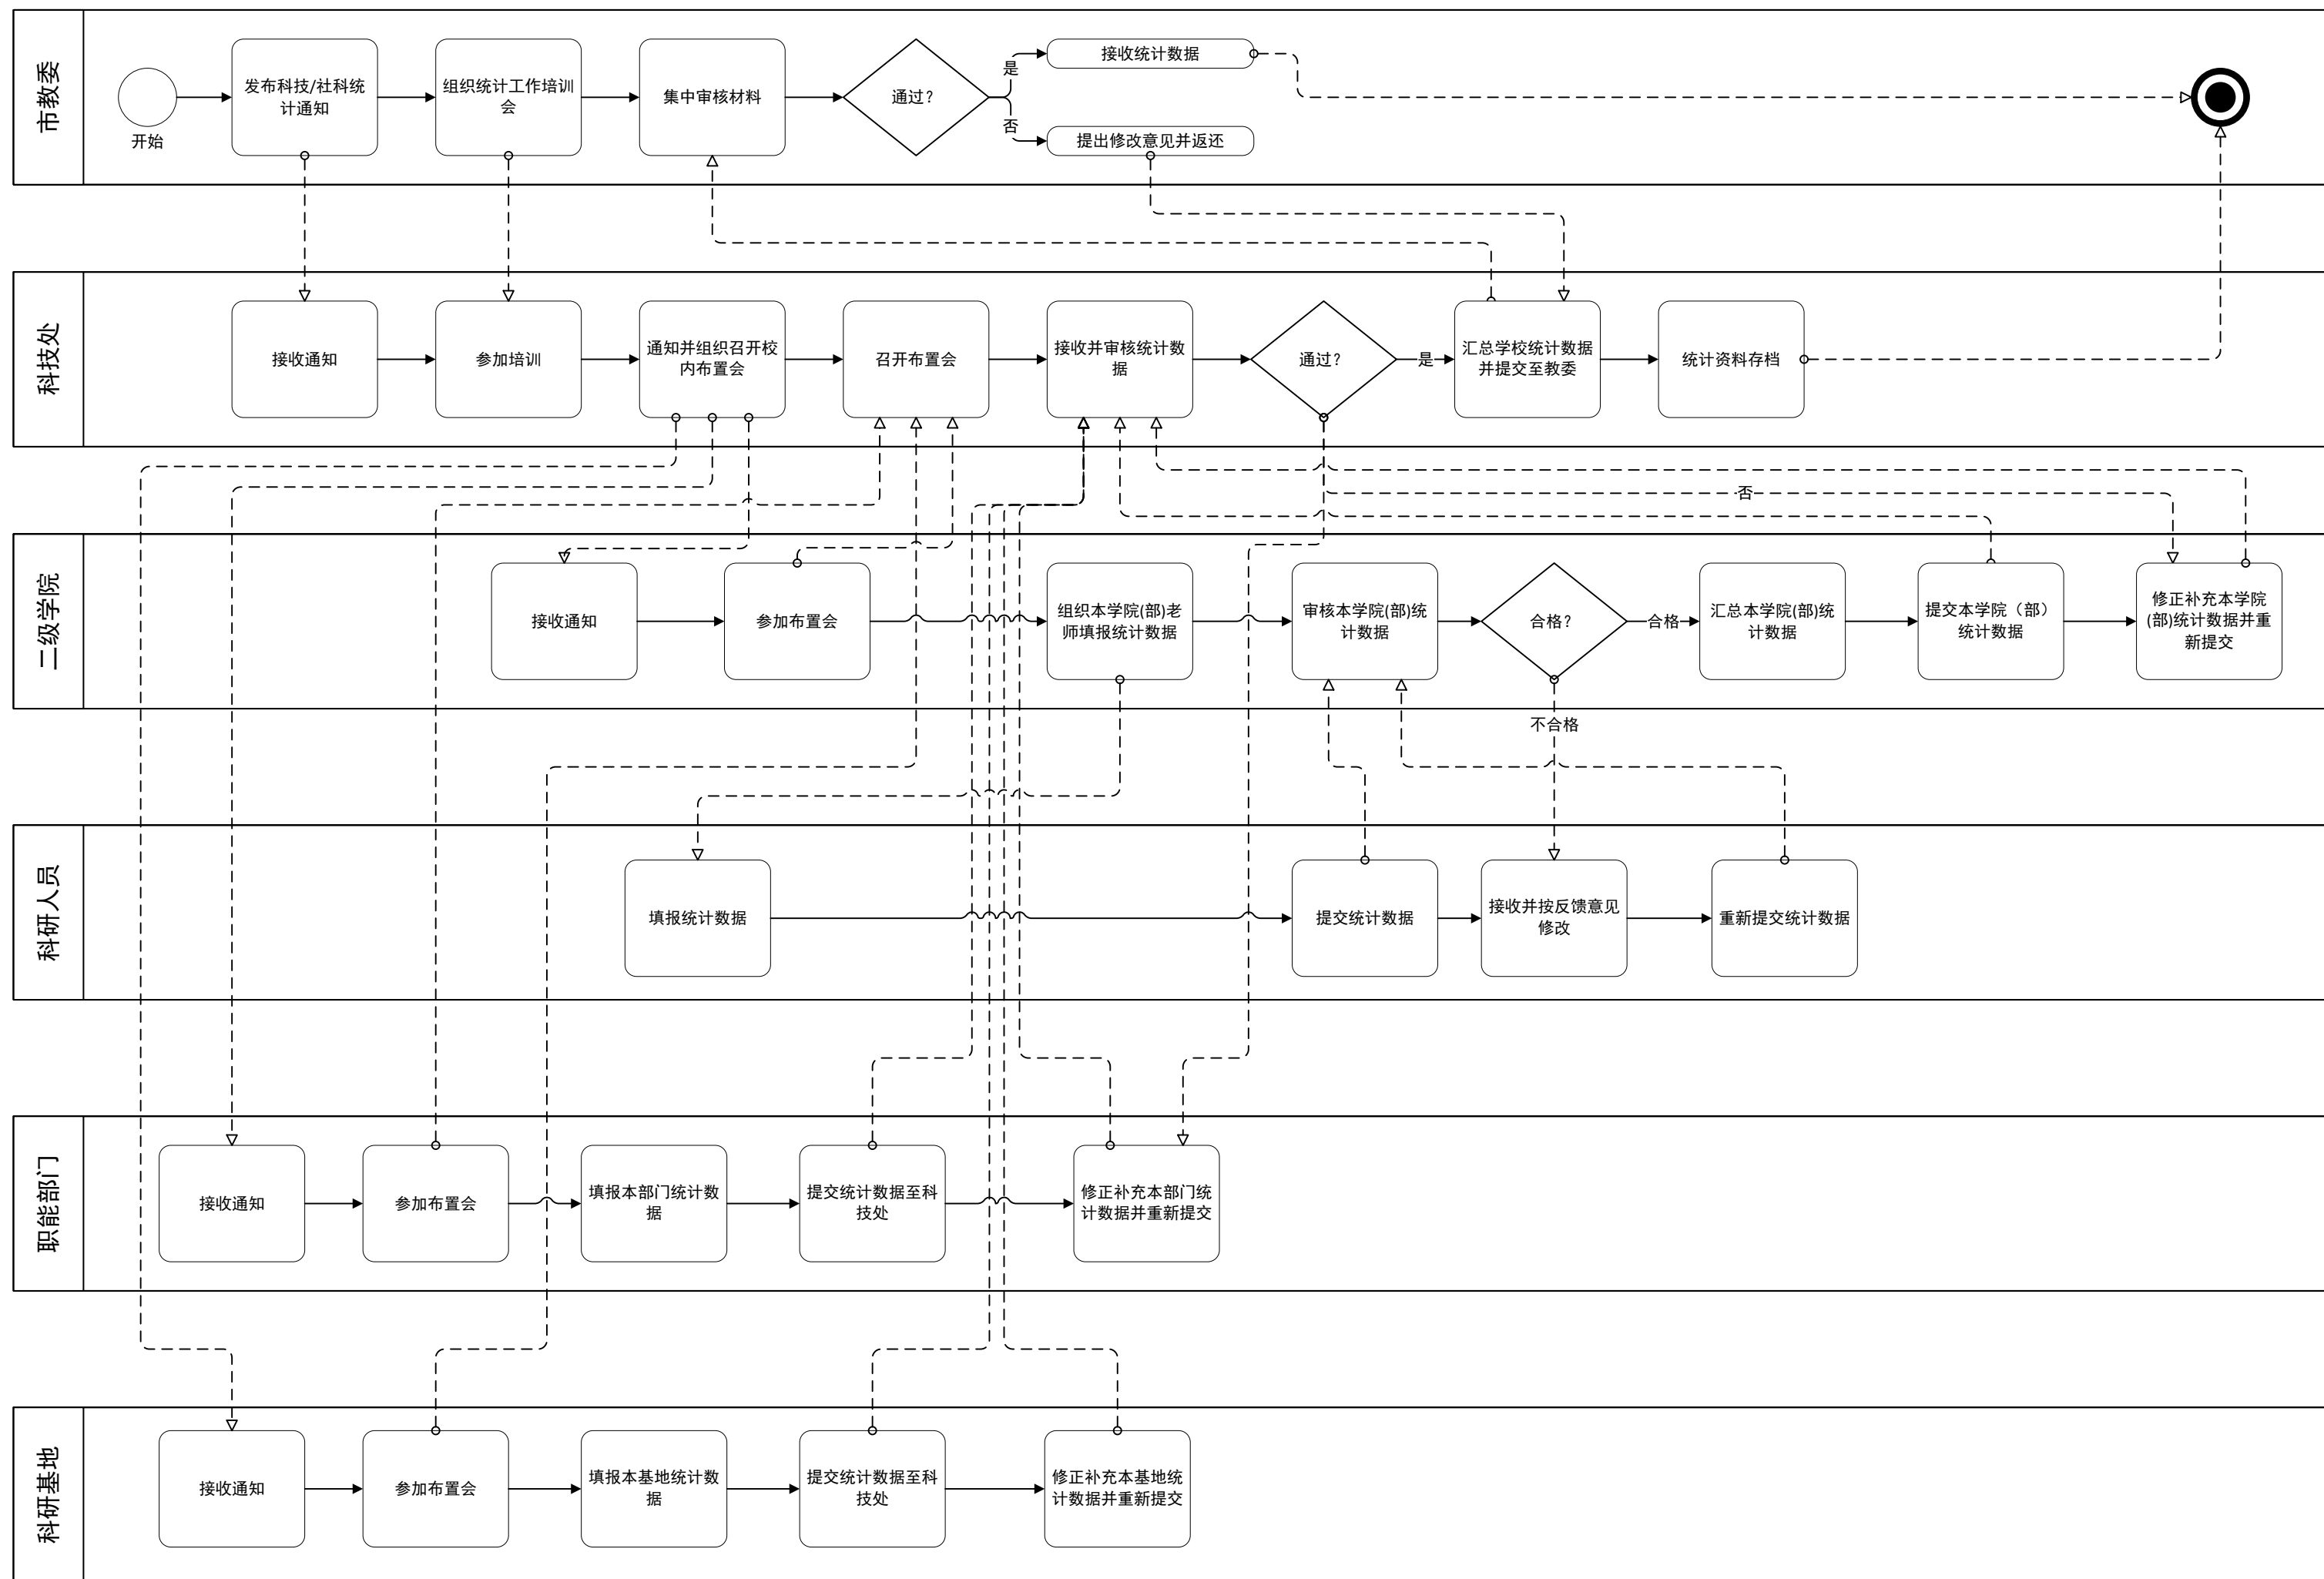 市教委
开始
发布科技/社科统
计通知
组织统计工作培训
会
集中审核材料
通过?
是
否
接收统计数据
提出修改意见并返还
科技处
接收通知
参加培训
通知并组织召开校
内布置会
召开布置会
接收并审核统计数
据
通过?
是
汇总学校统计数据
并提交至教委
统计资料存档
否
二级学院
接收通知
参加布置会
组织本学院(部)老
师填报统计数据
审核本学院(部)统
计数据
合格?
合格
汇总本学院(部)统
计数据
提交本学院（部）
统计数据
修正补充本学院
(部)统计数据并重
新提交
不合格
科研人员
填报统计数据
提交统计数据
接收并按反馈意见
修改
重新提交统计数据
职能部门
接收通知
参加布置会
填报本部门统计数
据
提交统计数据至科
技处
修正补充本部门统
计数据并重新提交
科研基地
接收通知
参加布置会
填报本基地统计数
据
提交统计数据至科
技处
修正补充本基地统
计数据并重新提交